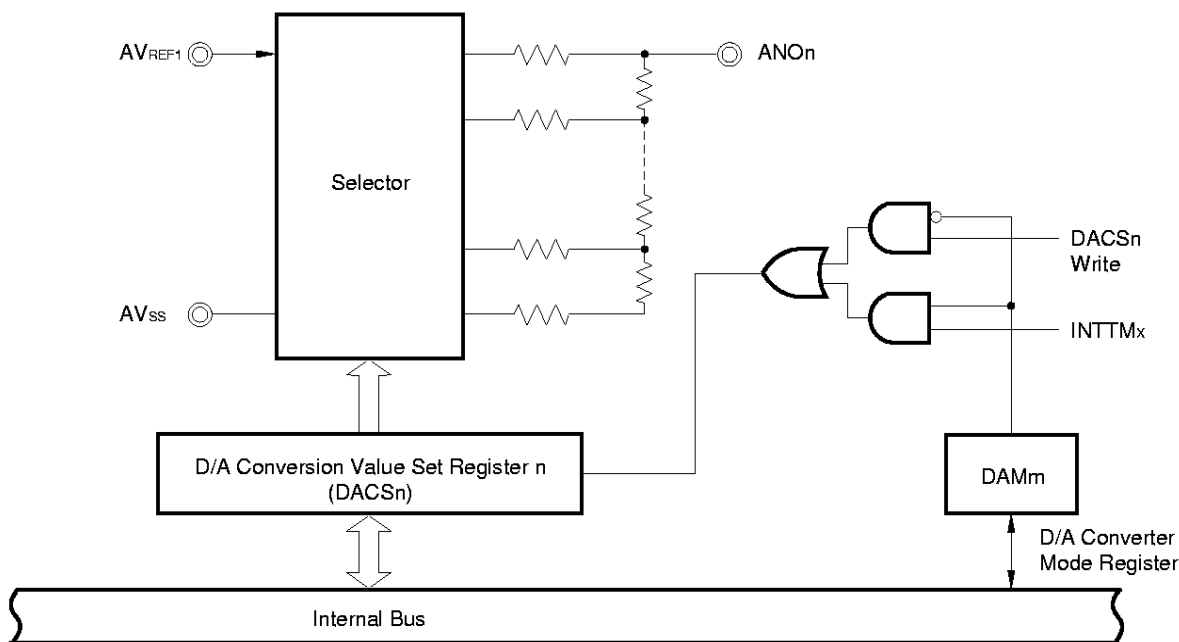 AVREF1
ANOn
Selector
DACSn
Write
AVSS
INTTMx
D/A Conversion Value Set Register n
(DACSn)
DAMm
D/A Converter
Mode Register
Internal Bus